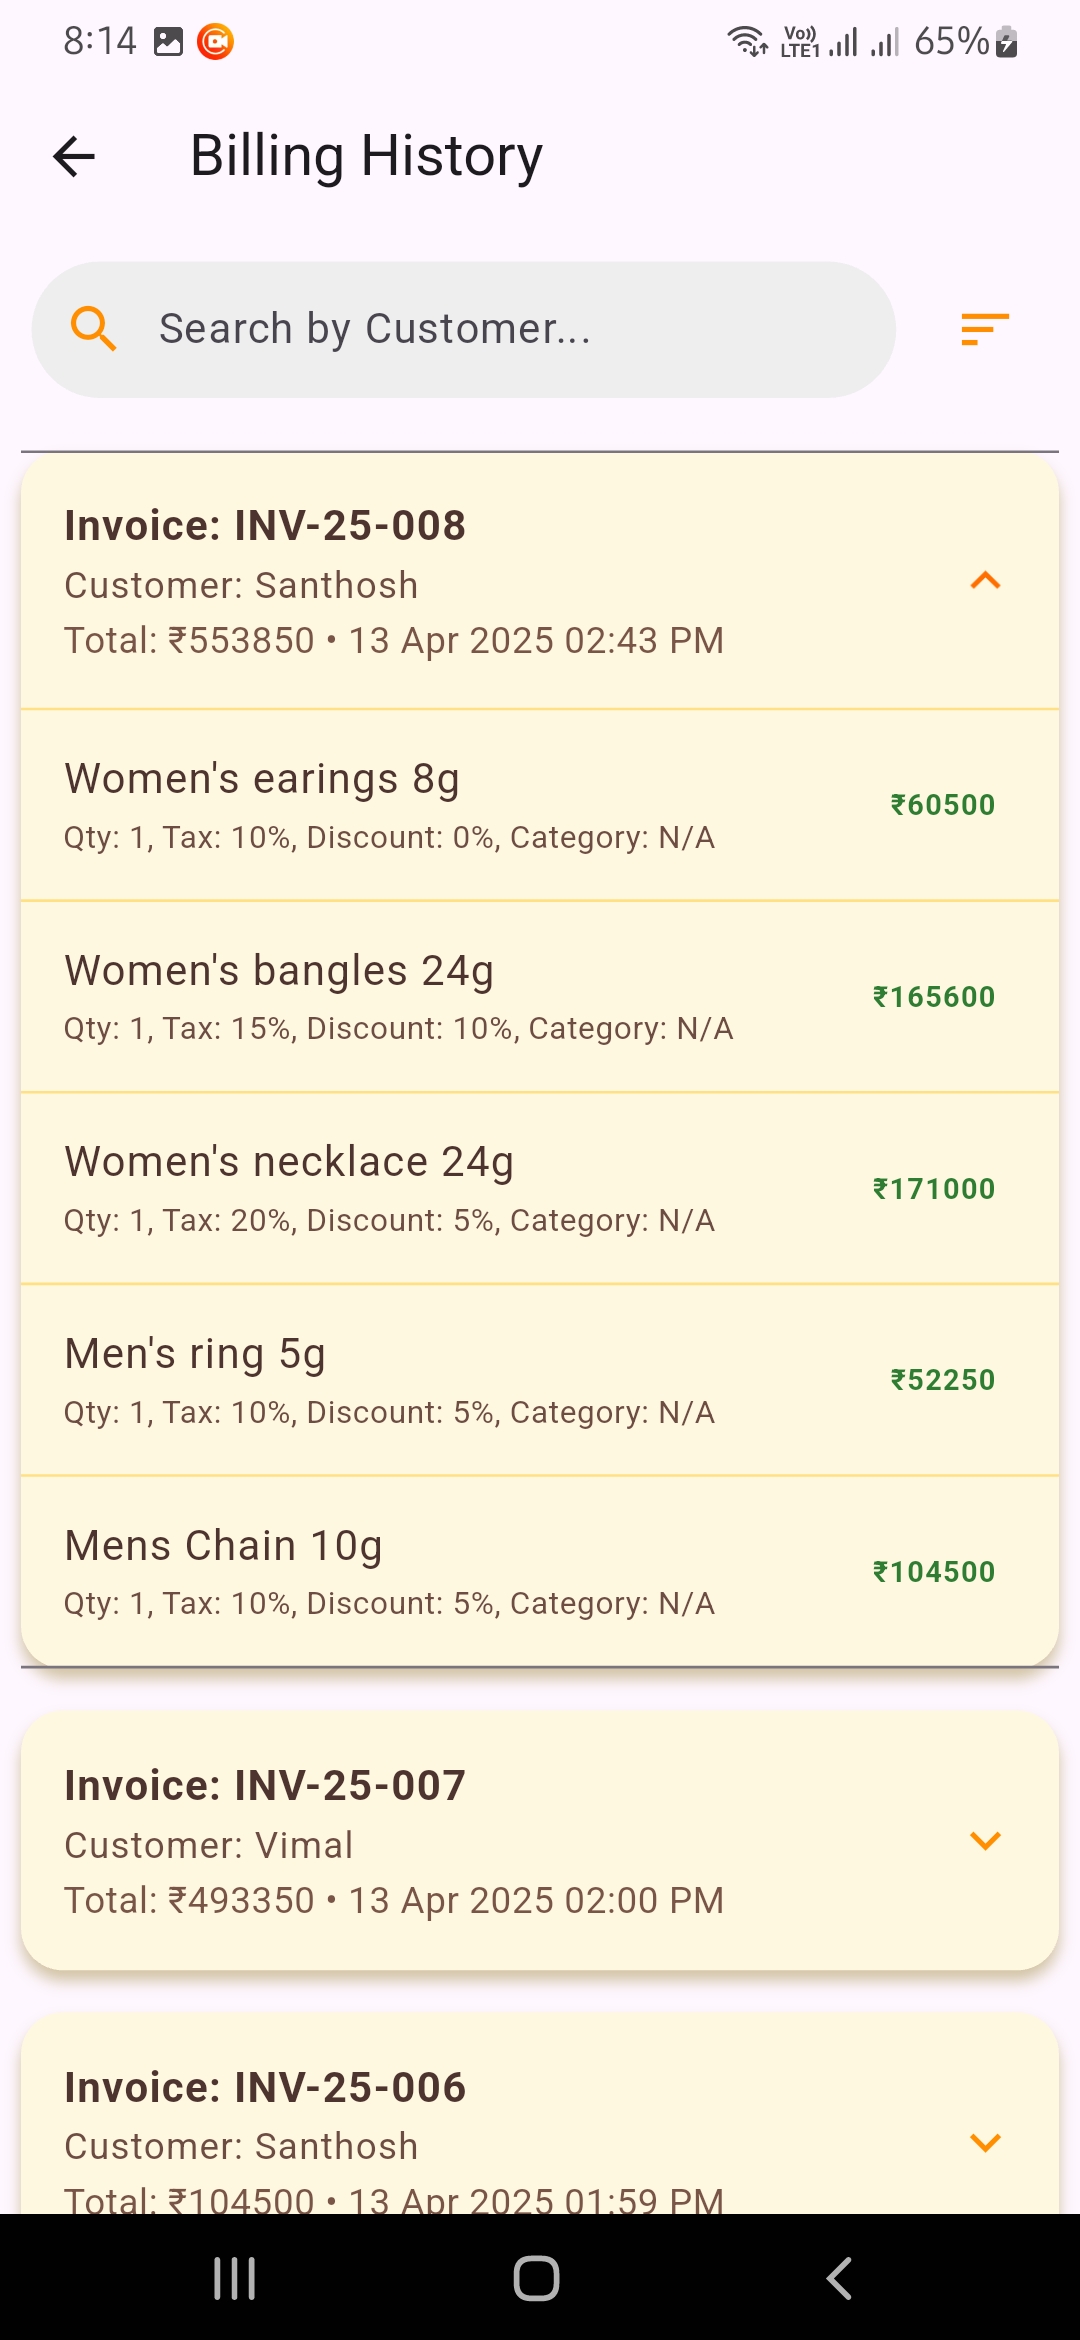 8:14 Vo)) LTE1 65%
Billing History
Search by Customer...
Invoice: INV-25-008
Customer: Santhosh
Total: ₹553850 • 13 Apr 2025 02:43 PM
Women's earings 8g
₹60500
Qty: 1, Tax: 10%, Discount: 0%, Category: N/A
Women's bangles 24g
₹165600
Qty: 1, Tax: 15%, Discount: 10%, Category: N/A
Women's necklace 24g
₹171000
Qty: 1, Tax: 20%, Discount: 5%, Category: N/A
Men's ring 5g
₹52250
Qty: 1, Tax: 10%, Discount: 5%, Category: N/A
Mens Chain 10g
₹104500
Qty: 1, Tax: 10%, Discount: 5%, Category: N/A
Invoice: INV-25-007
Customer: Vimal
Total: ₹493350 • 13 Apr 2025 02:00 PM
Invoice: INV-25-006
Customer: Santhosh
Total: ₹104500 • 13 Apr 2025 01:59 PM